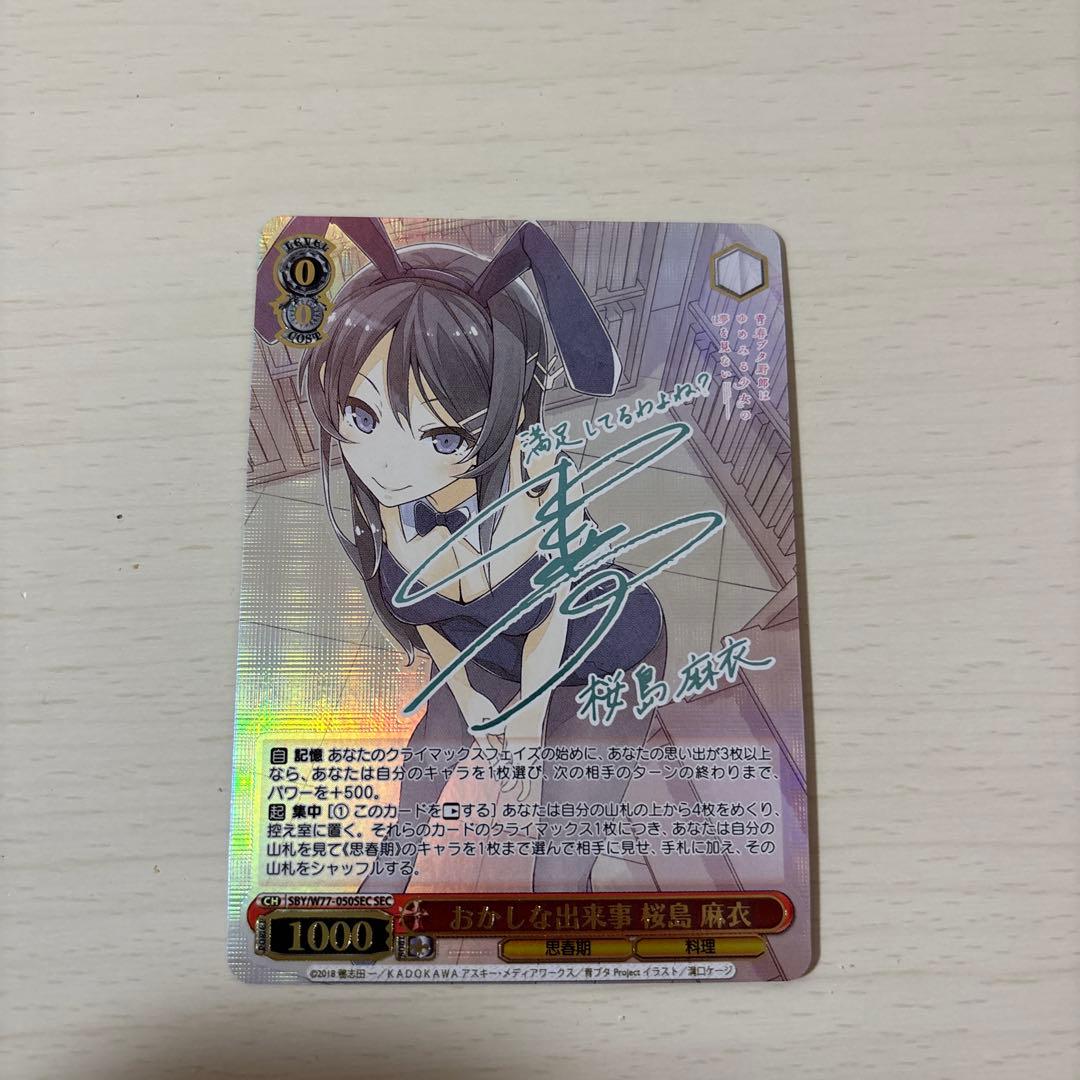 LEVEL
0
0
COST
青春ブタ野郎は
ゆめみる少女の
夢を見ない
満足してるわよね?
桜島麻衣
自 記憶 あなたのクライマックスフェイズの始めに、あなたの思い出が3枚以上
なら、あなたは自分のキャラを1枚選び、次の相手のターンの終わりまで、
パワーを+500。
起 集中 [① このカードを する] あなたは自分の山札の上から4枚をめくり、
控え室に置く。それらのカードのクライマックス1枚につき、あなたは自分の
山札を見て《思春期》のキャラを1枚まで選んで相手に見せ、手札に加え、その
山札をシャッフルする。
CH SBY/W77-050SEC SEC
POWER 1000
おかしな出来事 桜島 麻衣
思春期 料理
©2018 鴨志田 一/KADOKAWA アスキー・メディアワークス/青ブタ Project イラスト/溝口ケージ